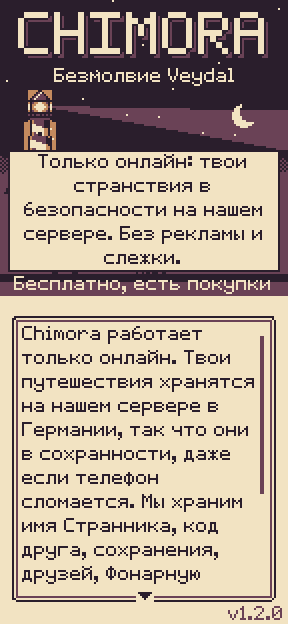 CHIMORA
Безмолвие Veydal
Только онлайн: твои
странствия в
безопасности на нашем
сервере. Без рекламы и
слежки.
Бесплатно, есть покупки
Chimora работает
только онлайн. Твои
путешествия хранятся
на нашем сервере в
Германии, так что они
в сохранности, даже
если телефон
сломается. Мы храним
имя Странника, код
друга, сохранения,
друзей, Фонарную
v1.2.0